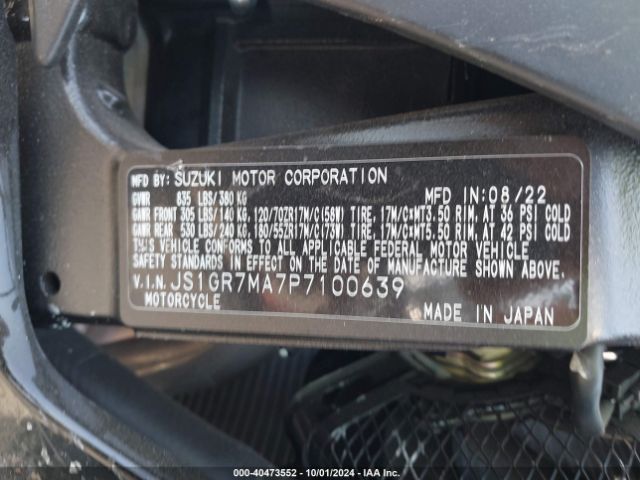 MFD BY: SUZUKI MOTOR CORPORATION
GVWR 835 LBS/380 KG MFD IN: 08/22
GAWR FRONT 305 LBS/140 KG, 120/70ZR17M/C(58W) TIRE, 17M/C×MT3.50 RIM, AT 36 PSI COLD
GAWR REAR 530 LBS/240 KG, 180/55ZR17M/C(73W) TIRE, 17M/C×MT5.50 RIM, AT 42 PSI COLD
THIS VEHICLE CONFORMS TO ALL APPLICABLE FEDERAL MOTOR VEHICLE
SAFETY STANDARDS IN EFFECT ON THE DATE OF MANUFACTURE SHOWN ABOVE.
V.I.N. JS1GR7MA7P7100639
MOTORCYCLE MADE IN JAPAN
000-40473552 • 10/01/2024 • IAA Inc.